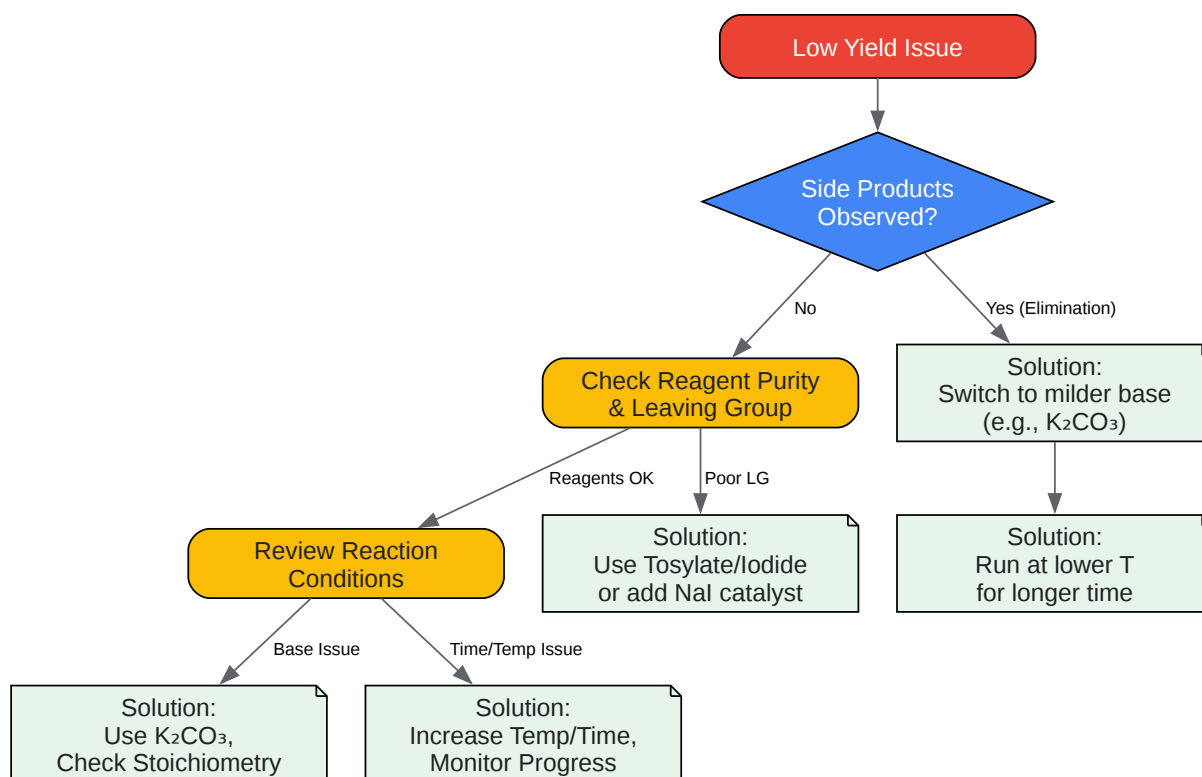 Low Yield Issue
Side Products
Observed?
No
Yes (Elimination)
Check Reagent Purity
& Leaving Group
Solution:
Switch to milder base
(e.g., K₂CO₃)
Reagents OK
Poor LG
Review Reaction
Conditions
Solution:
Use Tosylate/Iodide
or add NaI catalyst
Solution:
Run at lower T
for longer time
Base Issue
Time/Temp Issue
Solution:
Use K₂CO₃,
Check Stoichiometry
Solution:
Increase Temp/Time,
Monitor Progress